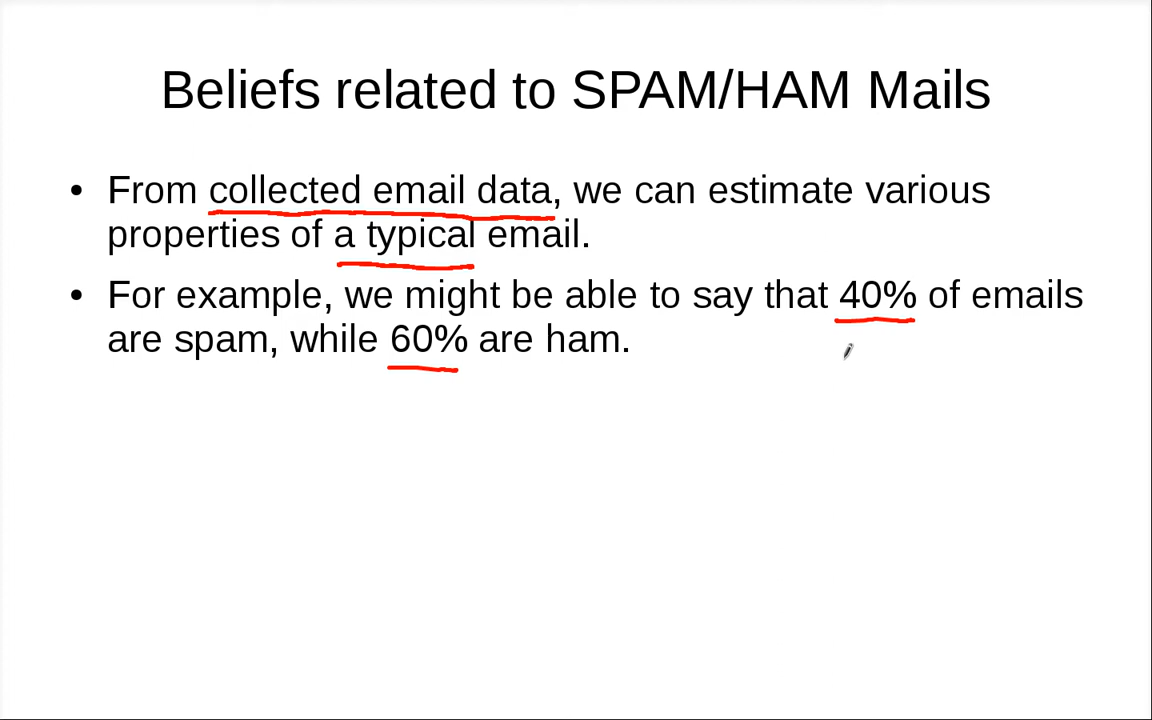 Beliefs related to SPAM/HAM Mails
• From collected email data, we can estimate various
properties of a typical email.
• For example, we might be able to say that 40% of emails
are spam, while 60% are ham.